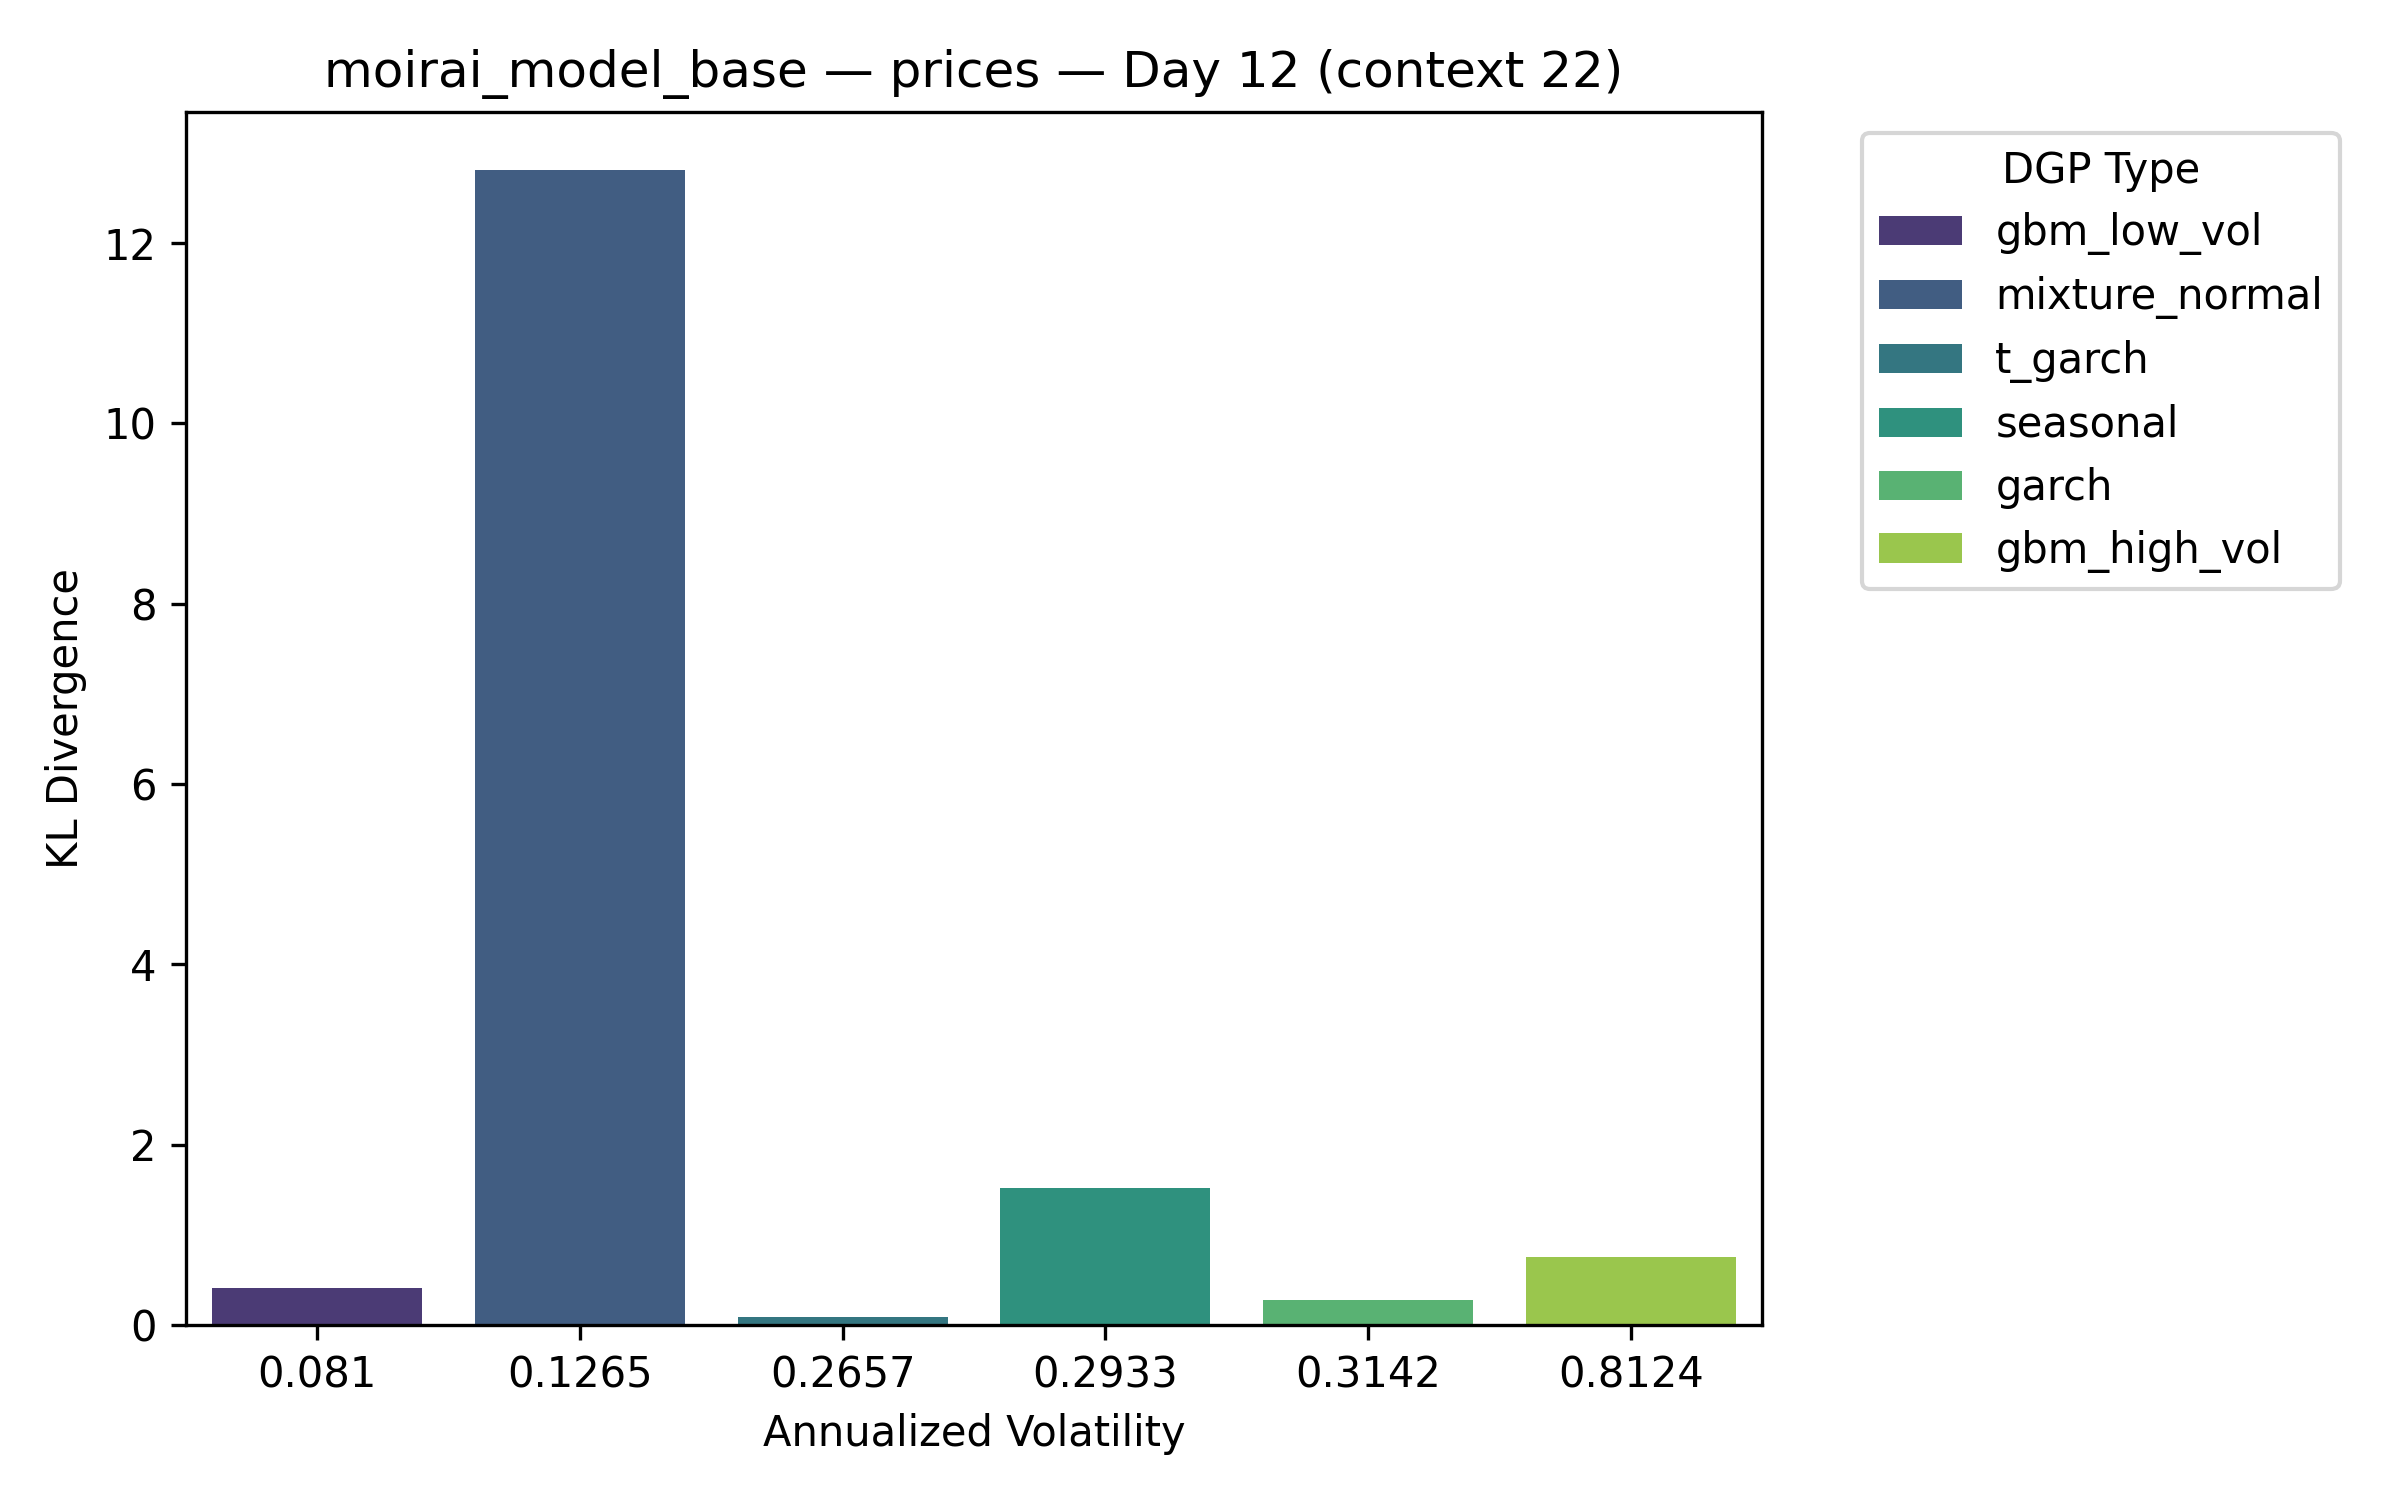 moirai_model_base — prices — Day 12 (context 22)
KL Divergence
12
10
8
6
4
2
0
0.081 0.1265 0.2657 0.2933 0.3142 0.8124
Annualized Volatility
DGP Type
gbm_low_vol
mixture_normal
t_garch
seasonal
garch
gbm_high_vol